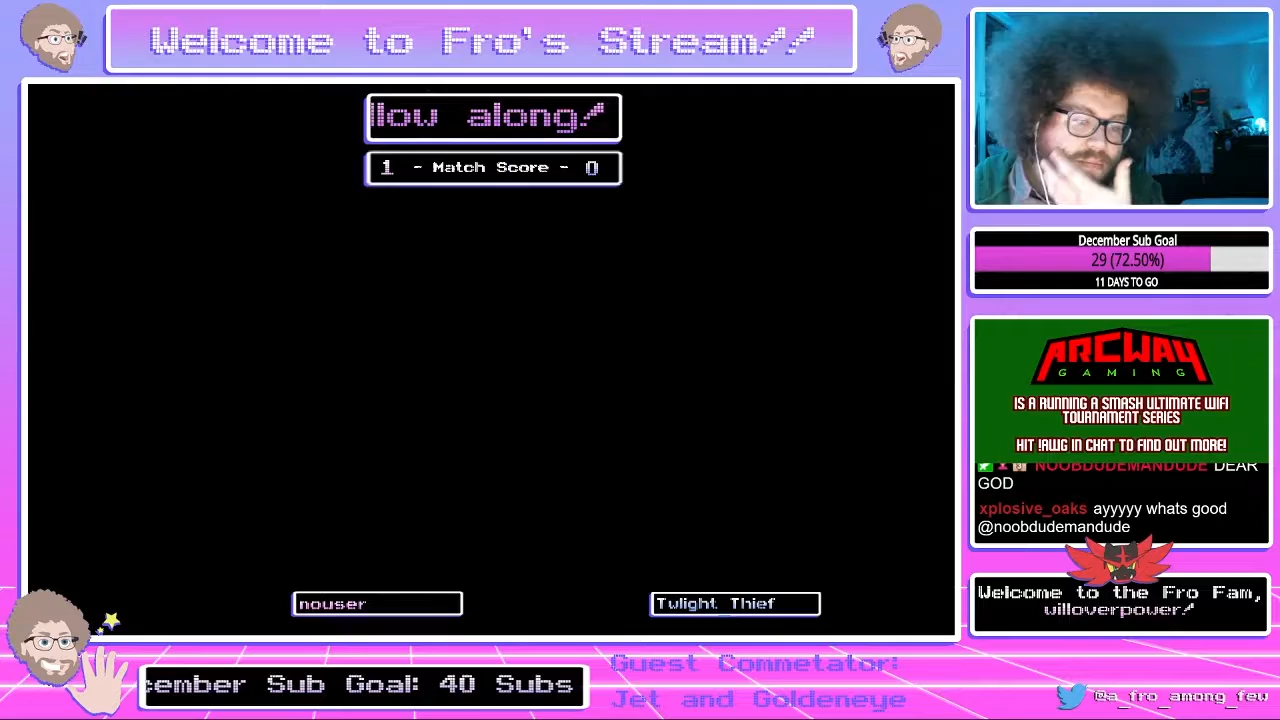 Welcome to Fro's Stream!!
llow along!
1 - Match Score - 0
December Sub Goal
29 (72.50%)
11 DAYS TO GO
ARCWAY
GAMING
IS A RUNNING A SMASH ULTIMATE WIFI
TOURNAMENT SERIES
HIT !AWG IN CHAT TO FIND OUT MORE!
NOOBDUDEMANDUDE DEAR
GOD
xplosive_oaks ayyyyy whats good
@noobdudemandude
Welcome to the Fro Fam,
willoverpower!
nouser
Twlight_Thief
cember Sub Goal: 40 Subs
Guest Commetator:
Jet and Goldeneye
@a_fro_among_few